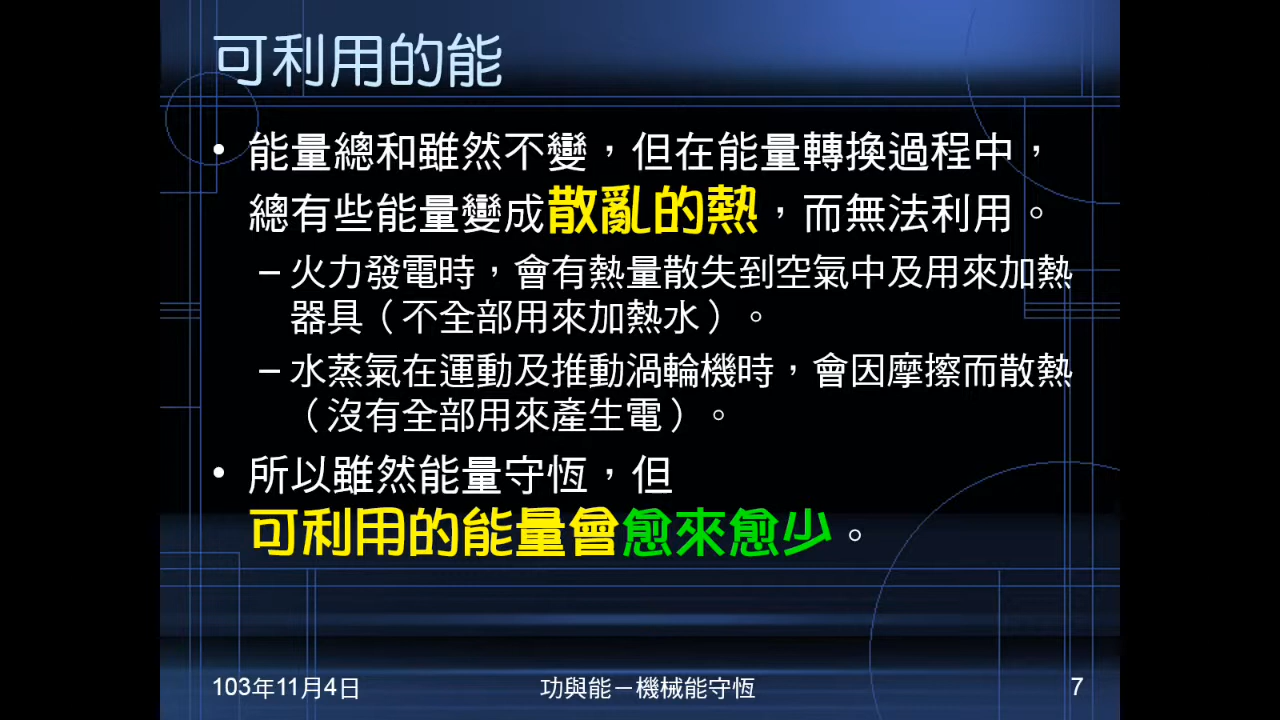 可利用的能
• 能量總和雖然不變，但在能量轉換過程中，
總有些能量變成散亂的熱，而無法利用。
– 火力發電時，會有熱量散失到空氣中及用來加熱
器具（不全部用來加熱水）。
– 水蒸氣在運動及推動渦輪機時，會因摩擦而散熱
（沒有全部用來產生電）。
• 所以雖然能量守恆，但
可利用的能量會愈來愈少。
103年11月4日
功與能－機械能守恆
7